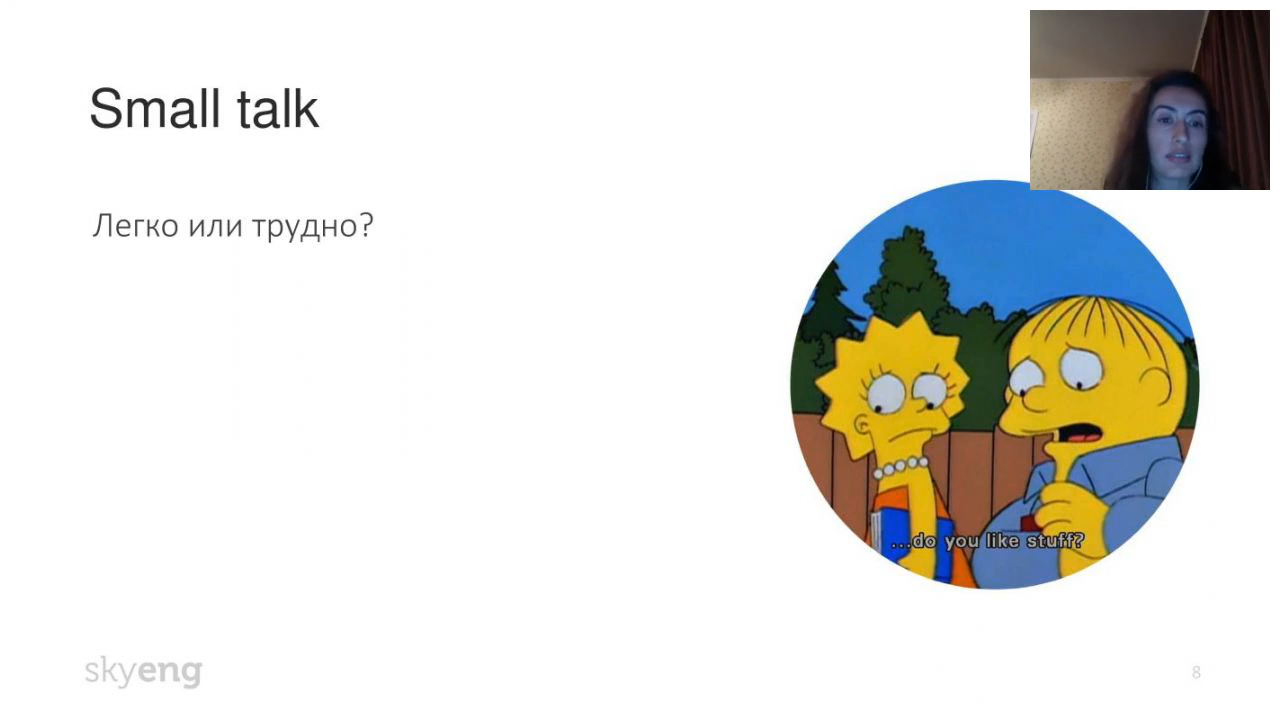 Small talk
Легко или трудно?
...do you like stuff?
skyeng
8